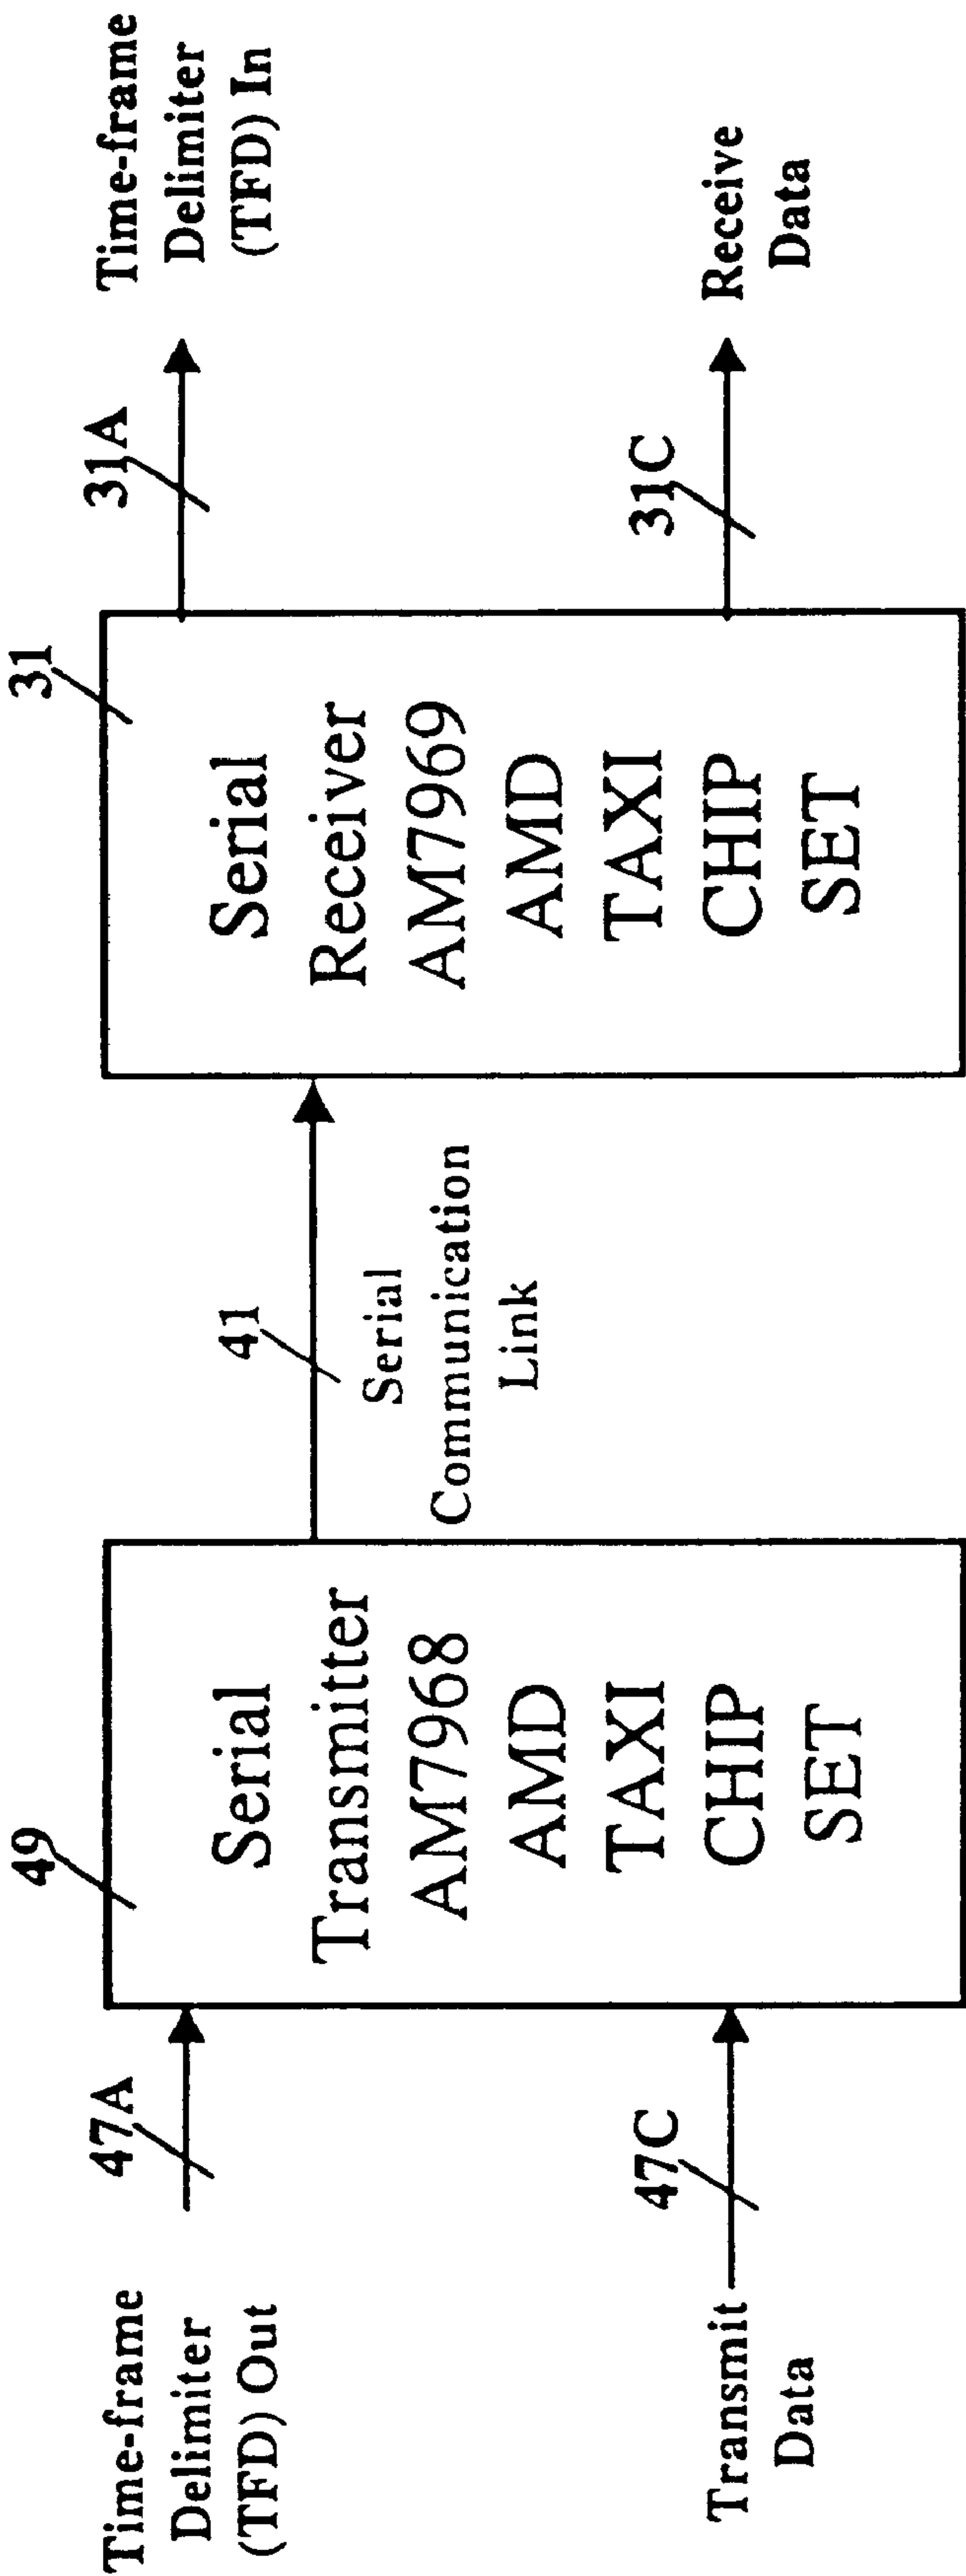 Time-frame
Delimiter
(TFD) Out
47A
Transmit
Data
47C
49
Serial
Transmitter
AM7968
AMD
TAXI
CHIP
SET
41
Serial
Communication
Link
31
Serial
Receiver
AM7969
AMD
TAXI
CHIP
SET
31A
Time-frame
Delimiter
(TFD) In
31C
Receive
Data